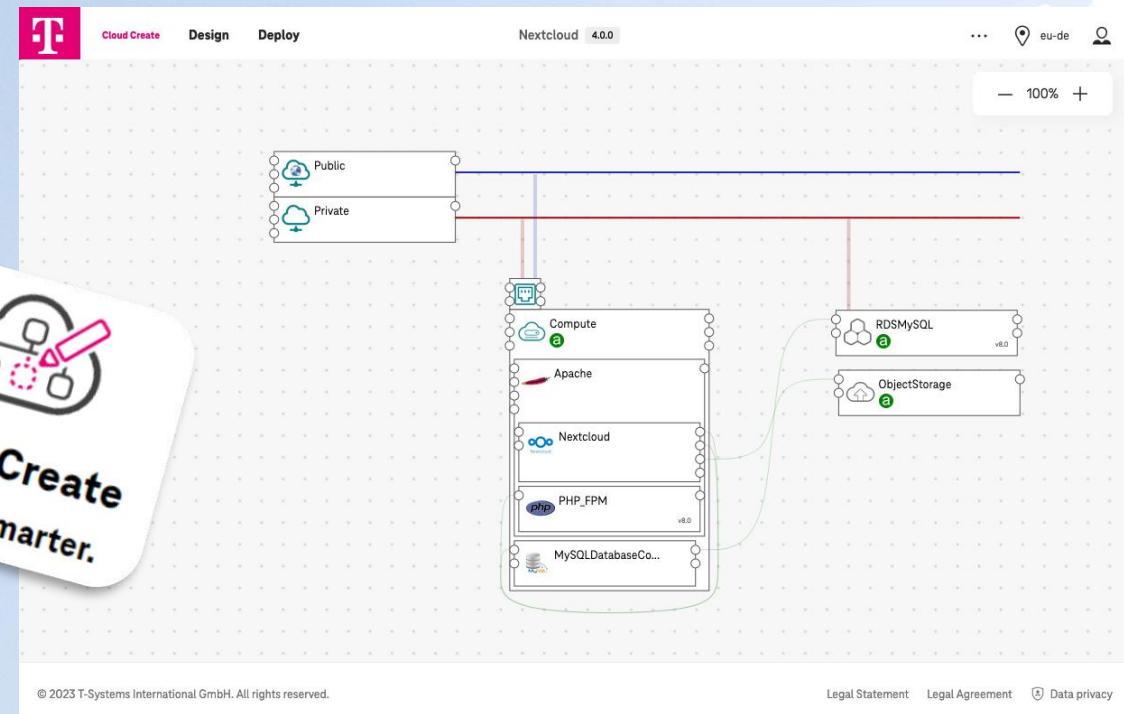 T Cloud Create Design Deploy Nextcloud 4.0.0 ... eu-de
— 100% +
Public
Private
Compute
a
RDSMySQL
a
v8.0
Apache
ObjectStorage
a
Nextcloud
Nextcloud
PHP_FPM
php
v8.0
MySQLDatabaseCo...
Create
marter.
© 2023 T-Systems International GmbH. All rights reserved. Legal Statement Legal Agreement Data privacy